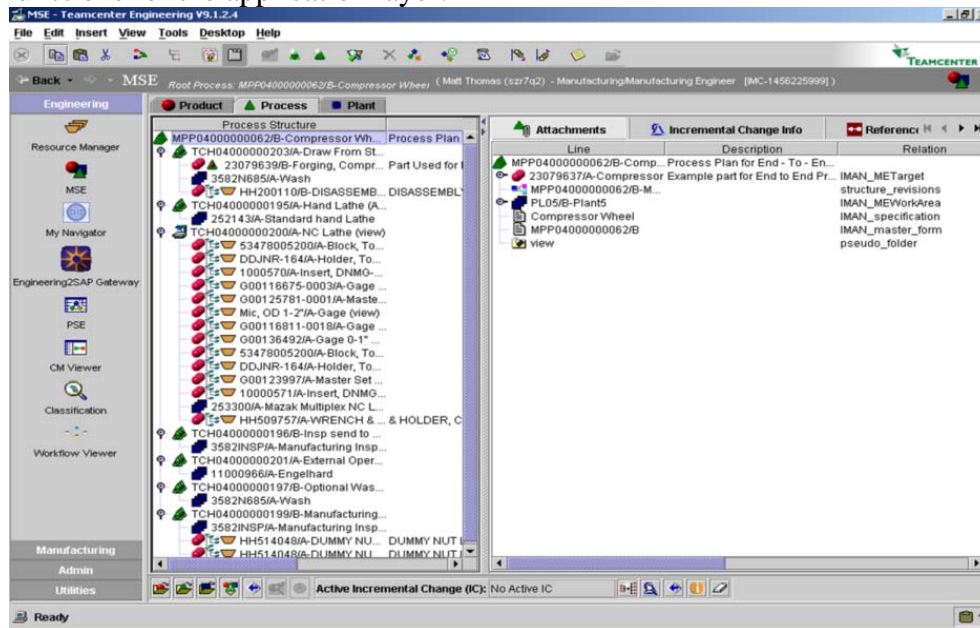 MSE - Teamcenter Engineering V9.1.2.4
File Edit Insert View Tools Desktop Help
TEAMCENTER
Back MSE Root Process: MPP04000000062/B-Compressor Wheel ( Matt Thomas (szr7q2) - Manufacturing/Manufacturing Engineer [IMC-1456225999] )
Engineering
Resource Manager
MSE
My Navigator
Engineering2SAP Gateway
PSE
CM Viewer
Classification
Workflow Viewer
Manufacturing
Admin
Utilities
Product Process Plant
Process Structure
MPP04000000062/B-Compressor Wh... Process Plan
TCH04000000203/A-Draw From St...
23079639/B-Forging, Compr... Part Used for
3582N685/A-Wash
HH200110/B-DISASSEMB... DISASSEMBL
TCH04000000195/A-Hand Lathe (A...
252143/A-Standard hand Lathe
TCH04000000200/A-NC Lathe (view)
53478005200/A-Block, To...
DDJNR-164/A-Holder, To...
1000570/A-Insert, DNMG-...
G00116675-0003/A-Gage ...
G00125781-0001/A-Maste...
Mic, OD 1-2"/A-Gage (view)
G00116811-0018/A-Gage ...
G00136492/A-Gage 0-1" ...
53478005200/A-Block, To...
DDJNR-164/A-Holder, To...
G00123997/A-Master Set ...
10000571/A-Insert, DNMG...
253300/A-Mazak Multiplex NC L...
HH509757/A-WRENCH & ... & HOLDER, C
TCH04000000196/B-Insp send to ...
3582INSP/A-Manufacturing Insp...
TCH04000000201/A-External Oper...
11000966/A-Engelhard
TCH04000000197/B-Optional Was...
3582N685/A-Wash
TCH04000000199/B-Manufacturing...
3582INSP/A-Manufacturing Insp...
HH514048/A-DUMMY NU... DUMMY NUT
HH514048/A-DUMMY NU DUMMY NUT
Attachments Incremental Change Info Referenc
Line Description Relation
MPP04000000062/B-Comp... Process Plan for End - To - En...
23079637/A-Compressor Example part for End to End Pr... IMAN_METarget
MPP04000000062/B-M... structure_revisions
PL05/B-Plant5 IMAN_MEWorkArea
Compressor Wheel IMAN_specification
MPP04000000062/B IMAN_master_form
view pseudo_folder
Active Incremental Change (IC): No Active IC
Ready